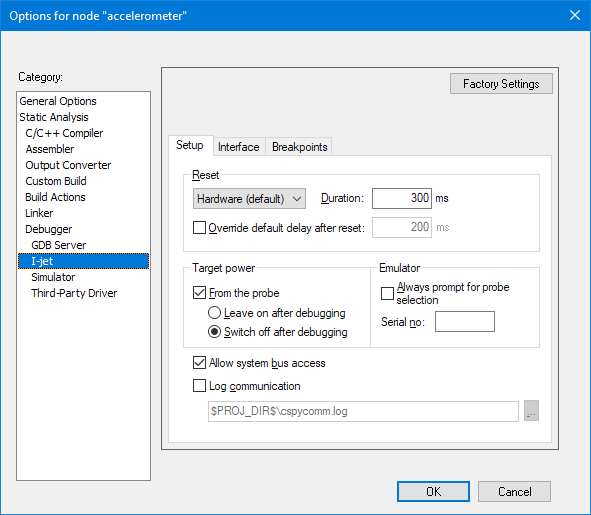 Options for node "accelerometer"
Category:
General Options
Static Analysis
C/C++ Compiler
Assembler
Output Converter
Custom Build
Build Actions
Linker
Debugger
GDB Server
I-jet
Simulator
Third-Party Driver
Factory Settings
Setup Interface Breakpoints
Reset
Hardware (default) Duration: 300 ms
Override default delay after reset: 200 ms
Target power
From the probe
Leave on after debugging
Switch off after debugging
Emulator
Always prompt for probe
selection
Serial no:
Allow system bus access
Log communication
$PROJ_DIR$\cspycomm.log
...
OK Cancel